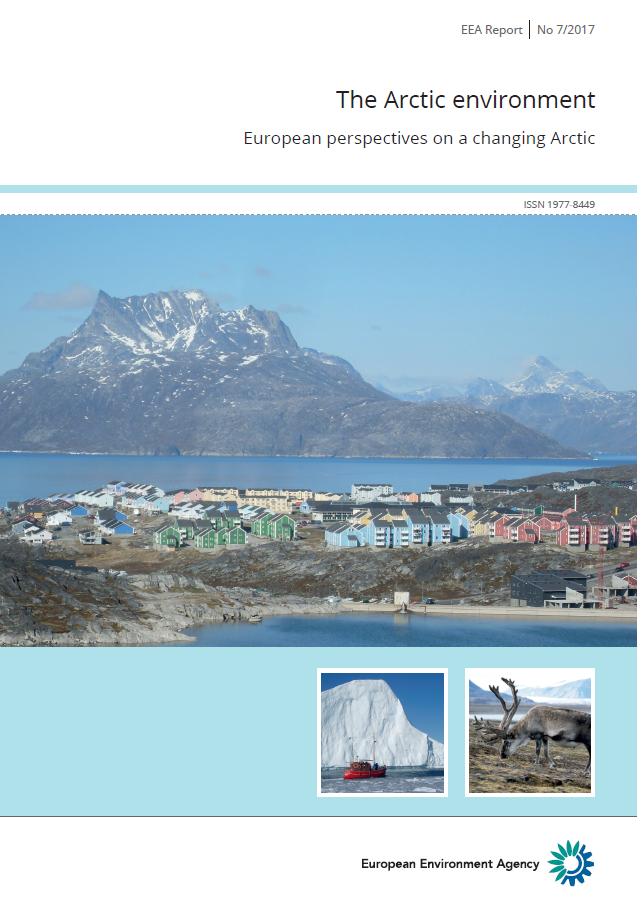 EEA Report | No 7/2017
The Arctic environment
European perspectives on a changing Arctic
ISSN 1977-8449
European Environment Agency